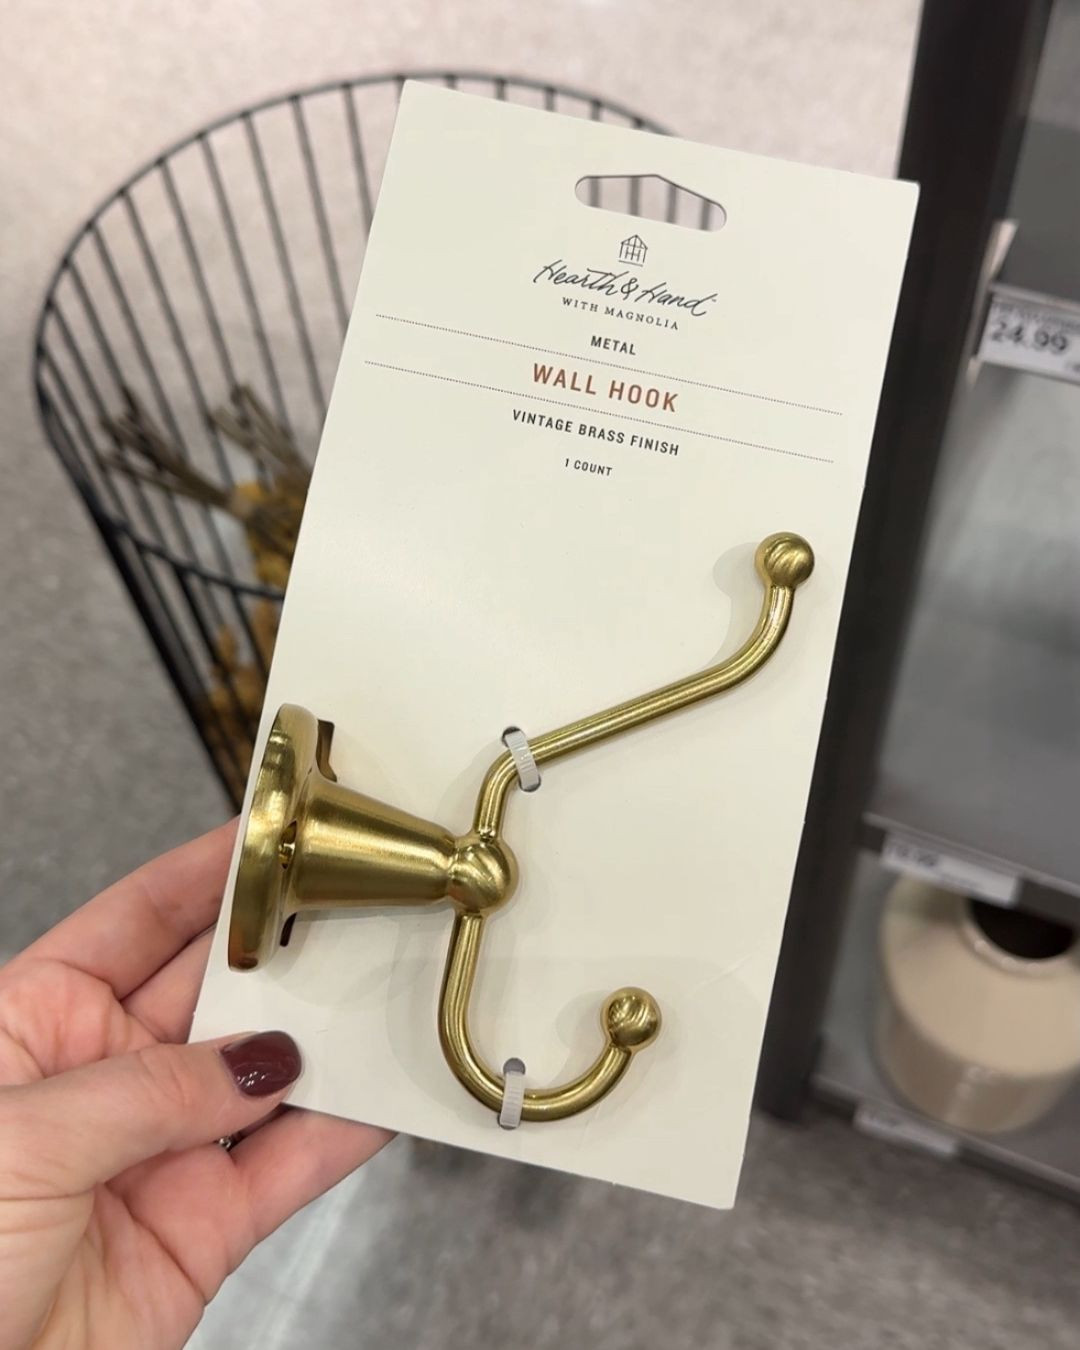 Hearth & Hand
WITH MAGNOLIA
METAL
WALL HOOK
VINTAGE BRASS FINISH
1 COUNT
24.99